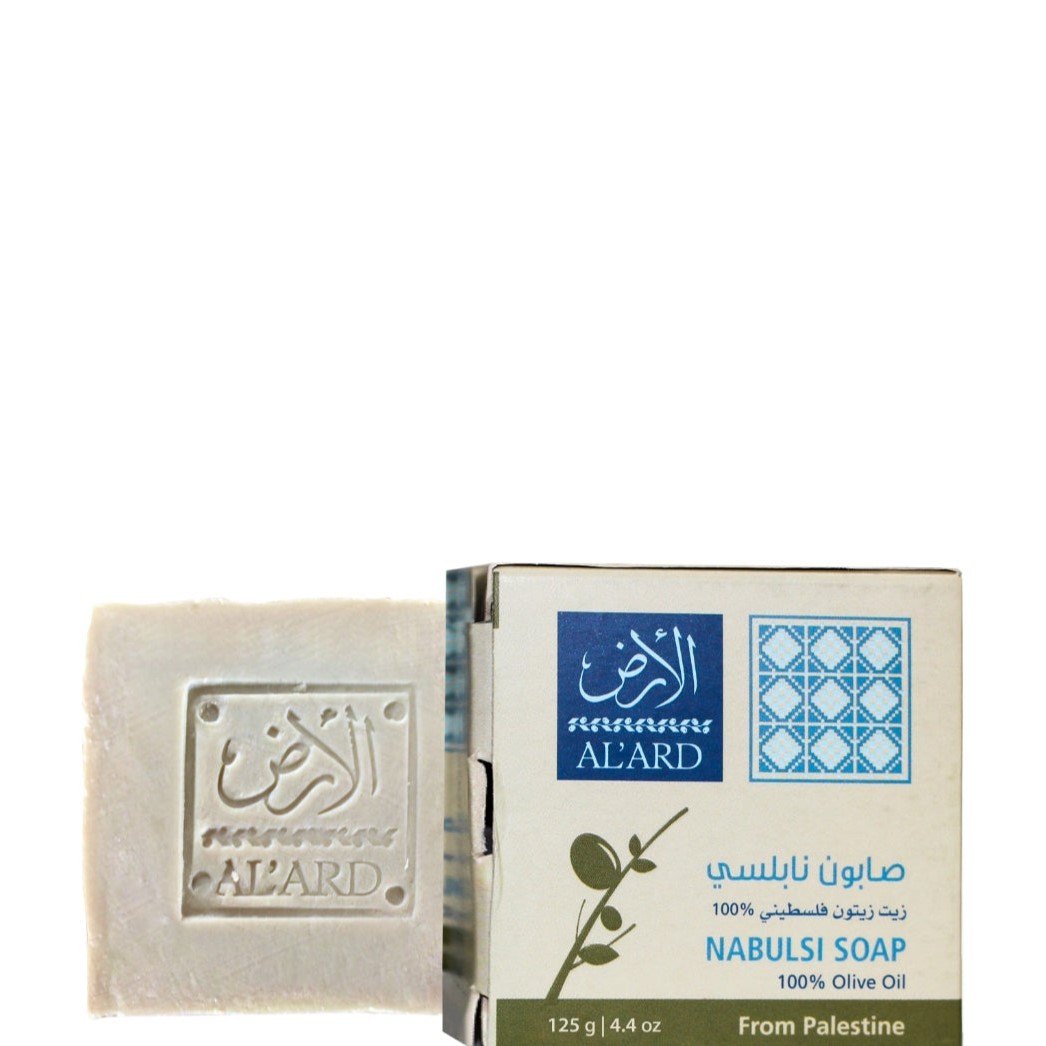 الأرض
AL'ARD
الأرض
AL'ARD
صابون نابلسي
زيت زيتون فلسطيني 100%
NABULSI SOAP
100% Olive Oil
125 g | 4.4 oz
From Palestine